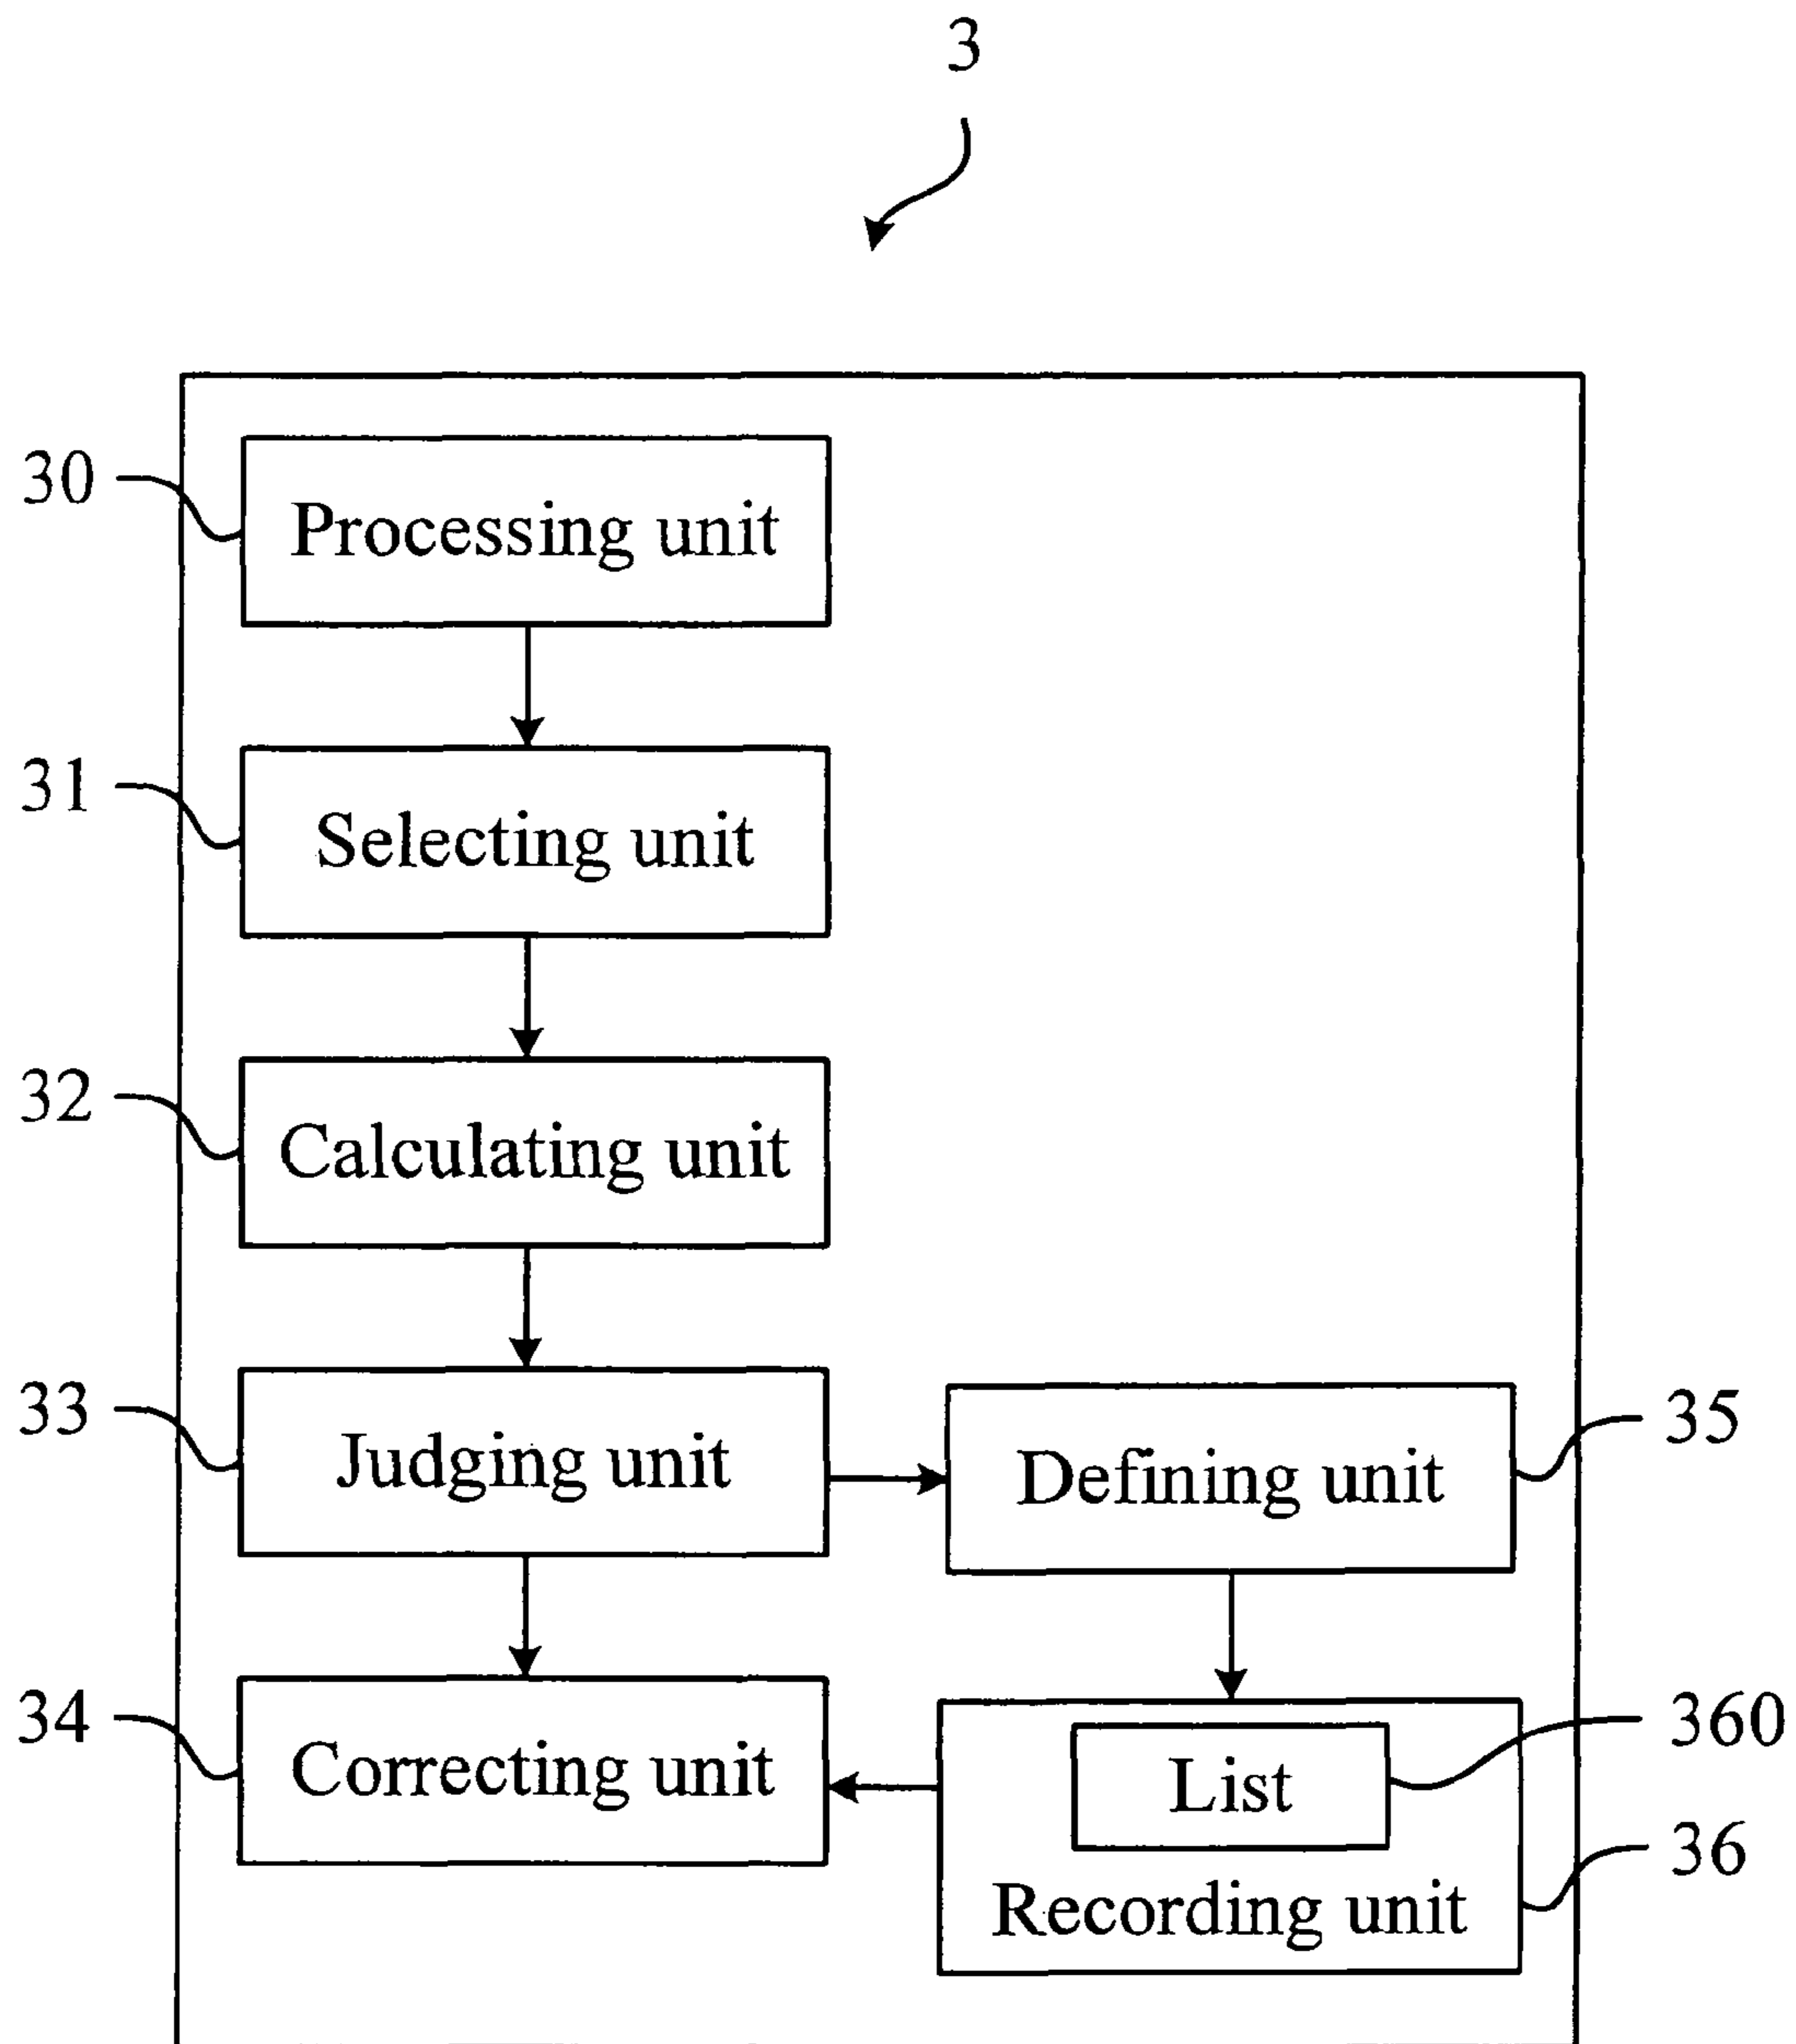 3
30
Processing unit
31
Selecting unit
32
Calculating unit
33
Judging unit
Defining unit
35
34
Correcting unit
List
360
36
Recording unit